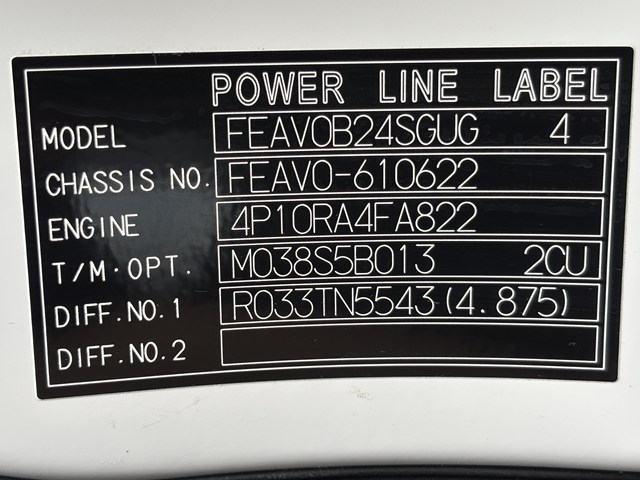 POWER LINE LABEL
MODEL FEAV0B24SGUG 4
CHASSIS NO. FEAV0-610622
ENGINE 4P10RA4FA822
T/M·OPT. M038S5B013 2CU
DIFF.NO.1 R033TN5543(4.875)
DIFF.NO.2